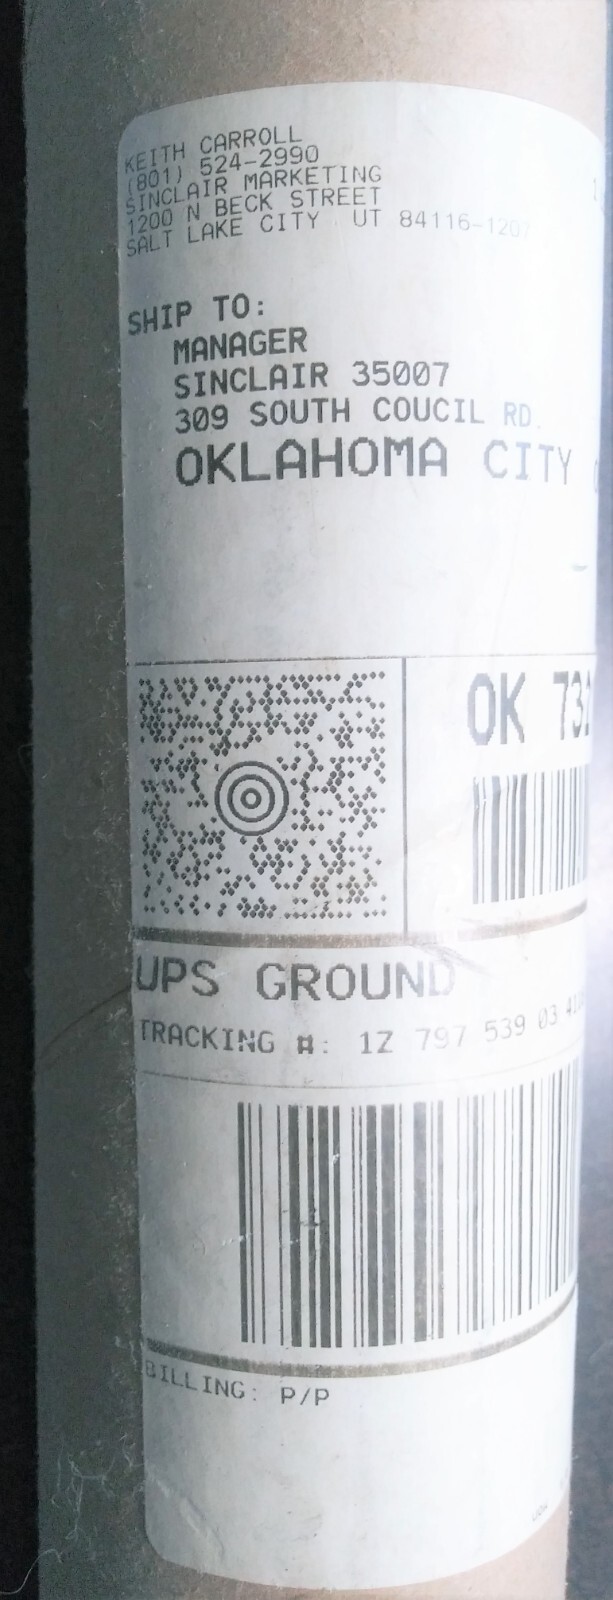 KEITH CARROLL
(801) 524-2990
SINCLAIR MARKETING
1200 N BECK STREET
SALT LAKE CITY UT 84116-1207
SHIP TO:
MANAGER
SINCLAIR 35007
309 SOUTH COUCIL RD.
OKLAHOMA CITY
OK 731
UPS GROUND
TRACKING #: 1Z 797 539 03
BILLING: P/P